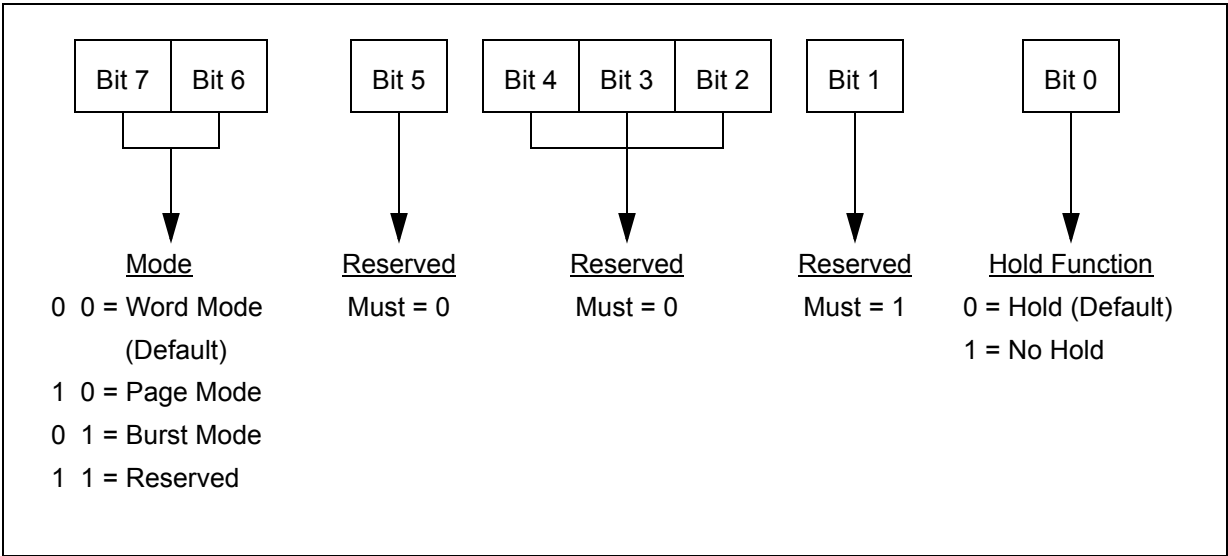 Bit 7 Bit 6 Bit 5 Bit 4 Bit 3 Bit 2 Bit 1 Bit 0
Mode
0 0 = Word Mode
(Default)
1 0 = Page Mode
0 1 = Burst Mode
1 1 = Reserved
Reserved
Must = 0
Reserved
Must = 0
Reserved
Must = 1
Hold Function
0 = Hold (Default)
1 = No Hold